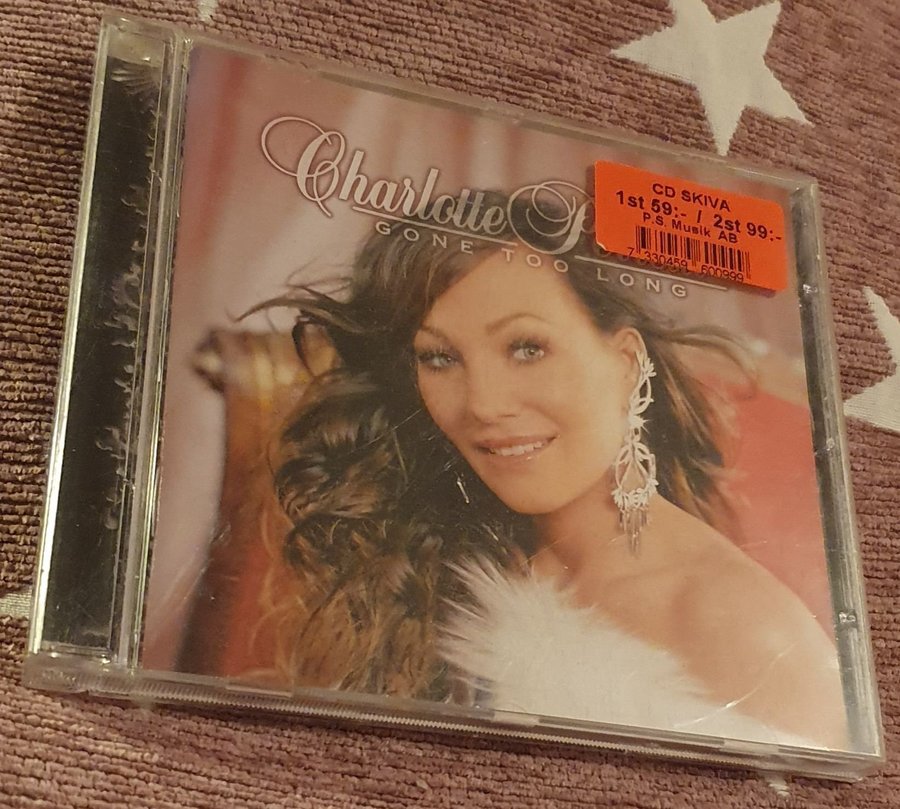 Charlotte P
GONE TOO LONG
CD SKIVA
1st 59:- / 2st 99:-
P.S. Musik AB
7 330459 600999